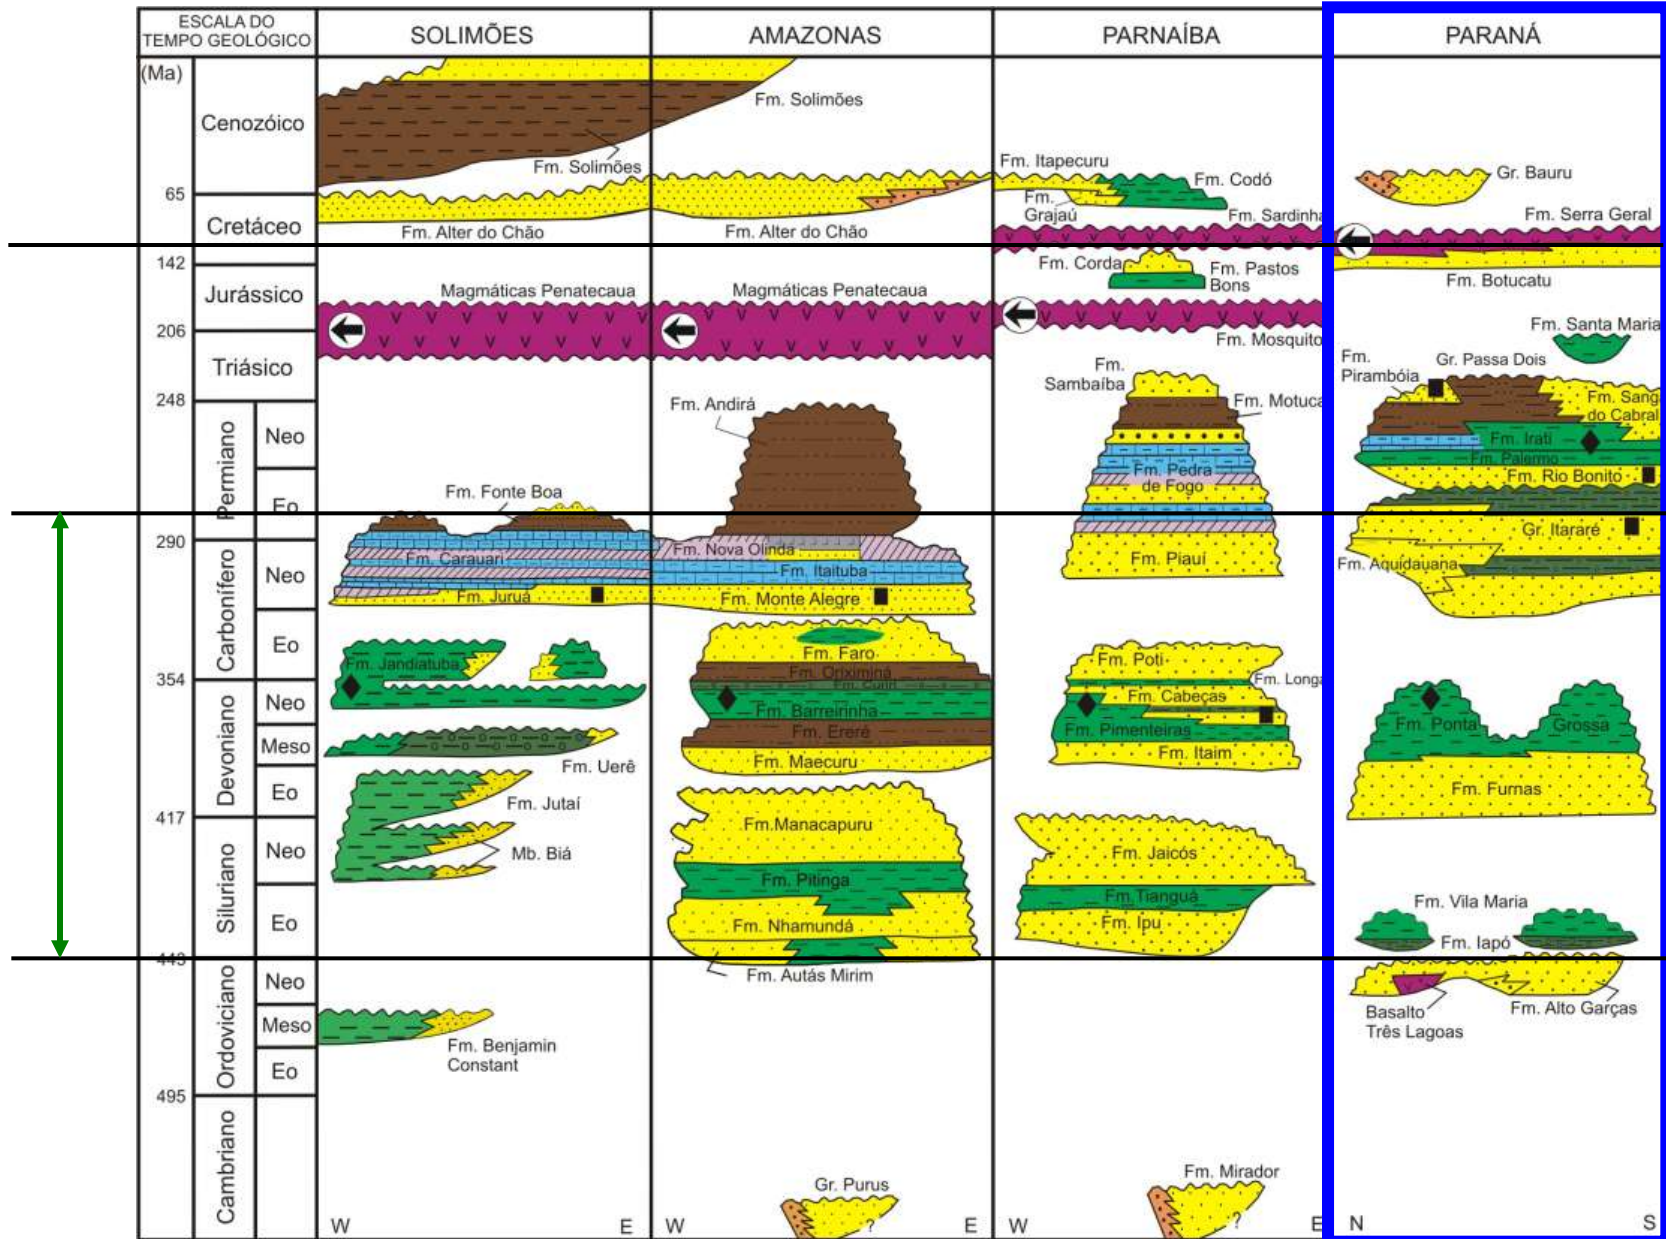 ESCALA DO
TEMPO GEOLÓGICO
SOLIMÕES
AMAZONAS
PARNAÍBA
PARANÁ
(Ma)
Cenozóico
65
Cretáceo
142
Jurássico
206
Triásico
248
Permiano
Neo
Eo
290
Carbonífero
Neo
Eo
354
Devoniano
Neo
Meso
Eo
417
Siluriano
Neo
Eo
443
Ordoviciano
Neo
Meso
Eo
495
Cambriano
Fm. Solimões
Fm. Alter do Chão
Magmáticas Penatecaua
V V V V V
V V V V V
Fm. Fonte Boa
Fm. Carauari
Fm. Juruá
Fm. Jandiatuba
Fm. Uerê
Fm. Jutaí
Mb. Biá
Fm. Benjamin
Constant
W E
Fm. Solimões
Fm. Alter do Chão
Magmáticas Penatecaua
V V V V V
V V V V V
Fm. Andirá
Fm. Nova Olinda
Fm. Itaituba
Fm. Monte Alegre
Fm. Faro
Fm. Oriximiná
Fm. Curiri
Fm. Barreirinha
Fm. Ererê
Fm. Maecuru
Fm.Manacapuru
Fm. Pitinga
Fm. Nhamundá
Fm. Autás Mirim
Gr. Purus
?
W E
Fm. Itapecuru
Fm. Codó
Fm.
Grajaú
Fm. Sardinha
Fm. Corda
Fm. Pastos
Bons
Fm. Mosquito
Fm.
Sambaíba
Fm. Motuca
Fm. Pedra
de Fogo
Fm. Piauí
Fm. Poti
Fm. Longá
Fm. Cabeças
Fm. Pimenteiras
Fm. Itaim
Fm. Jaicós
Fm.Tianguá
Fm. Ipu
Fm. Mirador
?
W E
Gr. Bauru
Fm. Serra Geral
Fm. Botucatu
Fm. Santa Maria
Fm.
Pirambóia
Gr. Passa Dois
Fm. Sanga
do Cabral
Fm. Irati
Fm. Palermo
Fm. Rio Bonito
Gr. Itararé
Fm. Aquidauana
Fm. Ponta Grossa
Fm. Furnas
Fm. Vila Maria
Fm. Iapó
Basalto
Três Lagoas
Fm. Alto Garças
N S